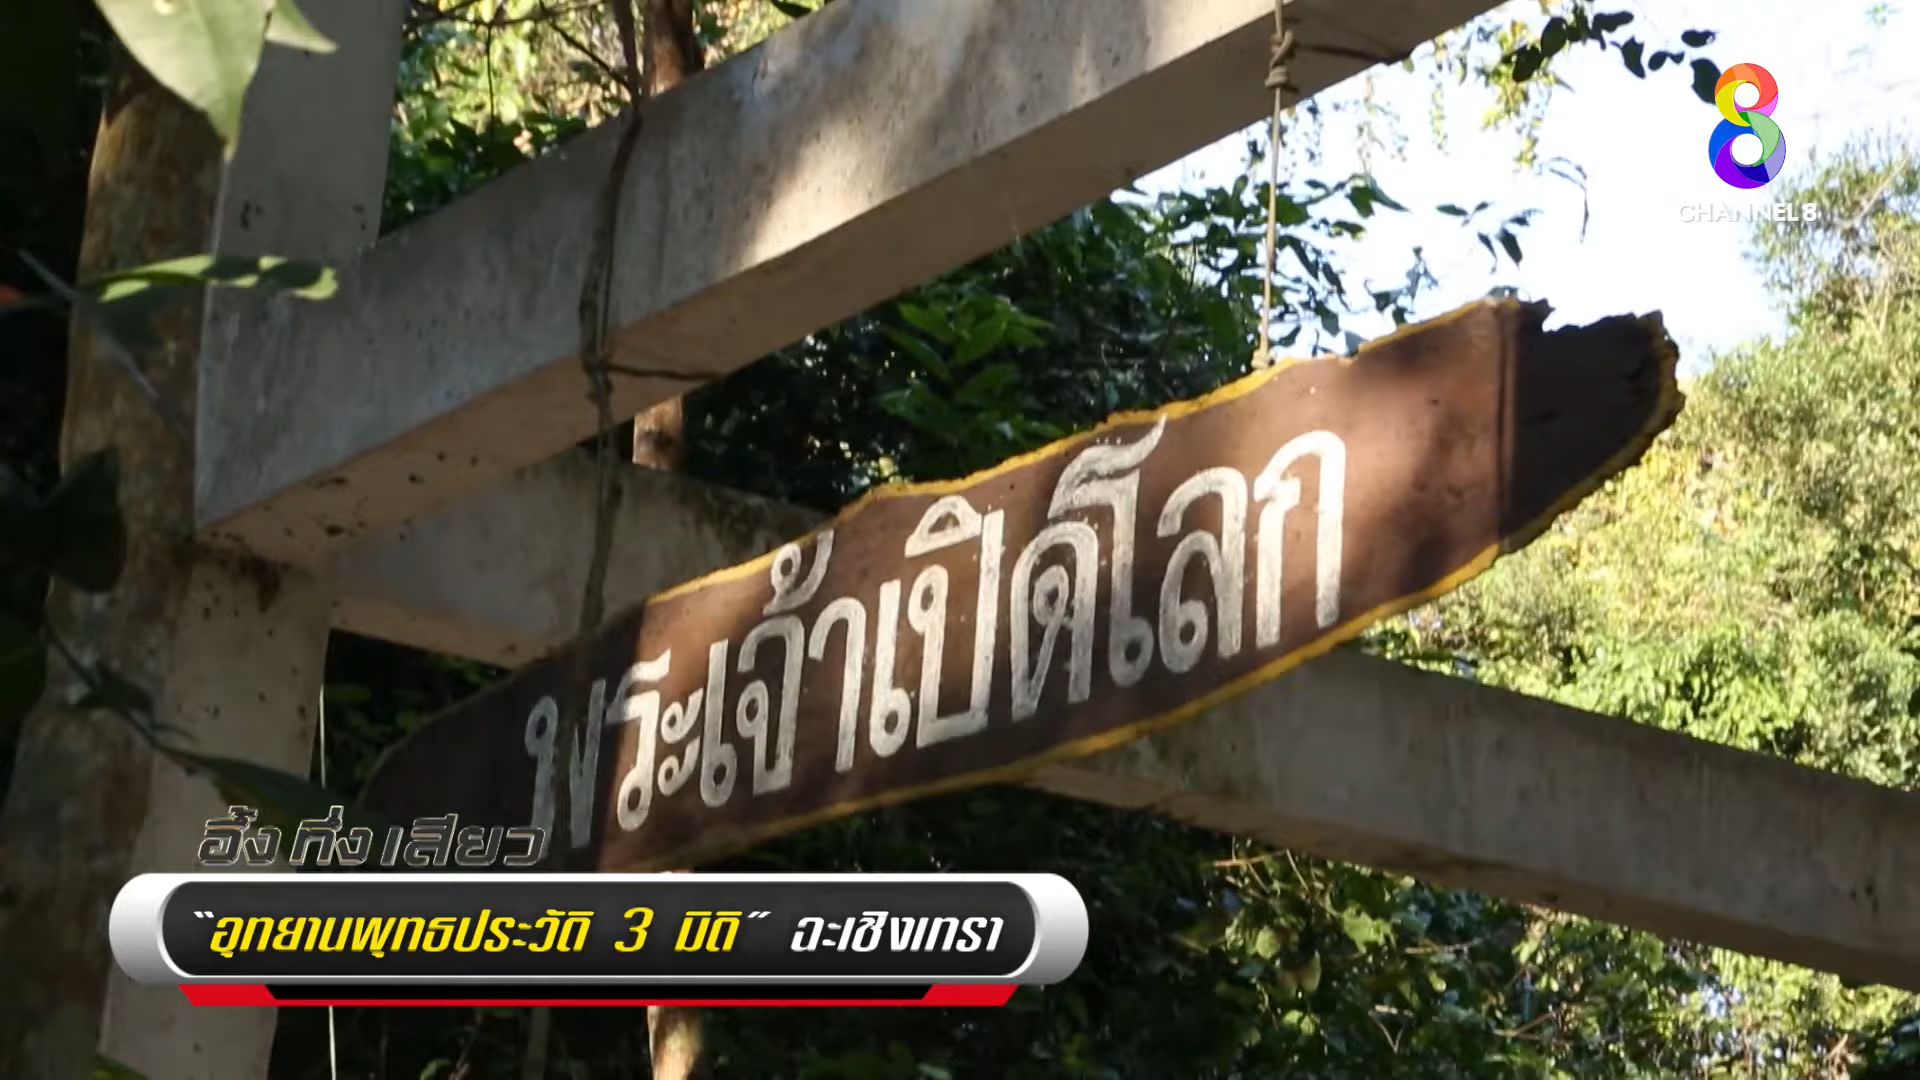 CHANNEL 8
พระเจ้าเปิดโลก
อึ้ง ทึ่ง เสียว
“อุทยานพุทธประวัติ 3 มิติ” ฉะเชิงเทรา